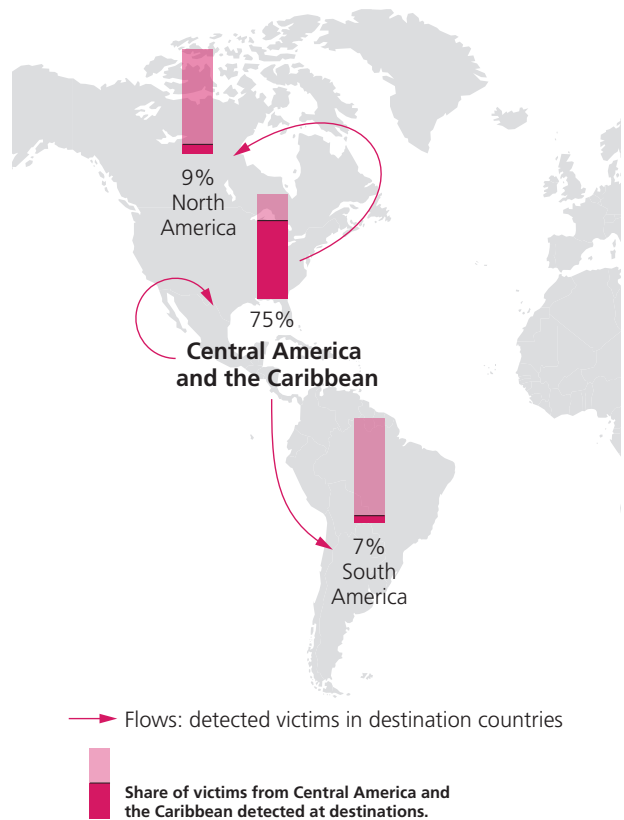 9%
North
America
75%
Central America
and the Caribbean
7%
South
America
Flows: detected victims in destination countries
Share of victims from Central America and
the Caribbean detected at destinations.